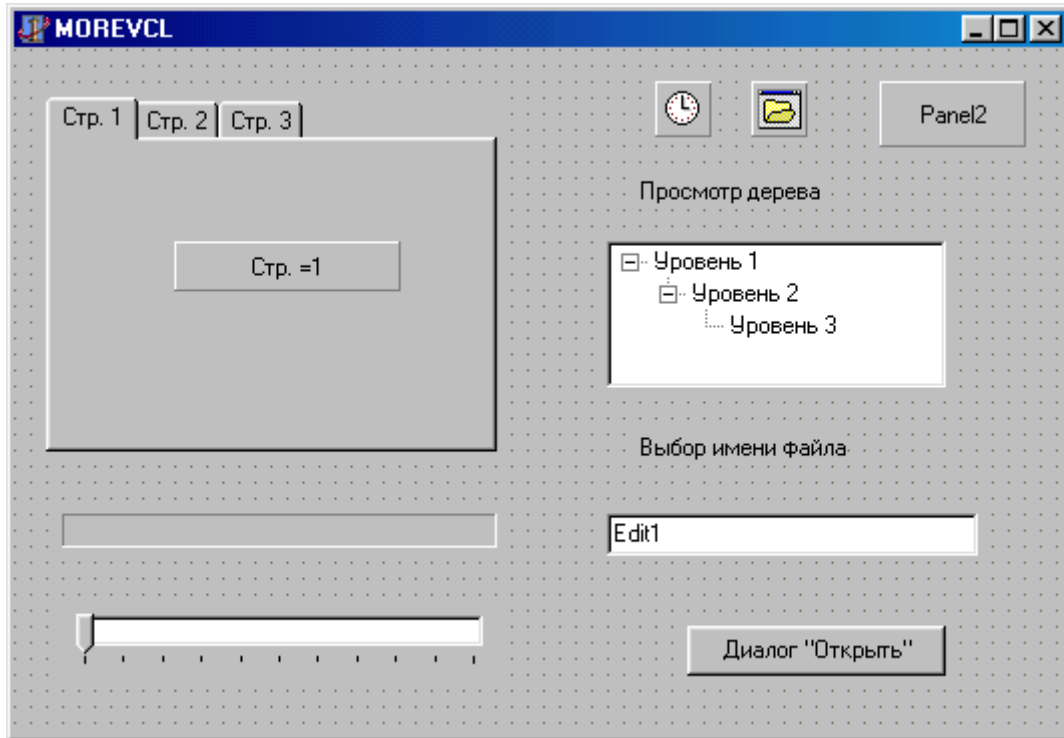 MOREVCL
Стр. 1
Стр. 2
Стр. 3
Panel2
Просмотр дерева
Стр. =1
Уровень 1
Уровень 2
Уровень 3
Выбор имени файла
Edit1
Диалог "Открыть"